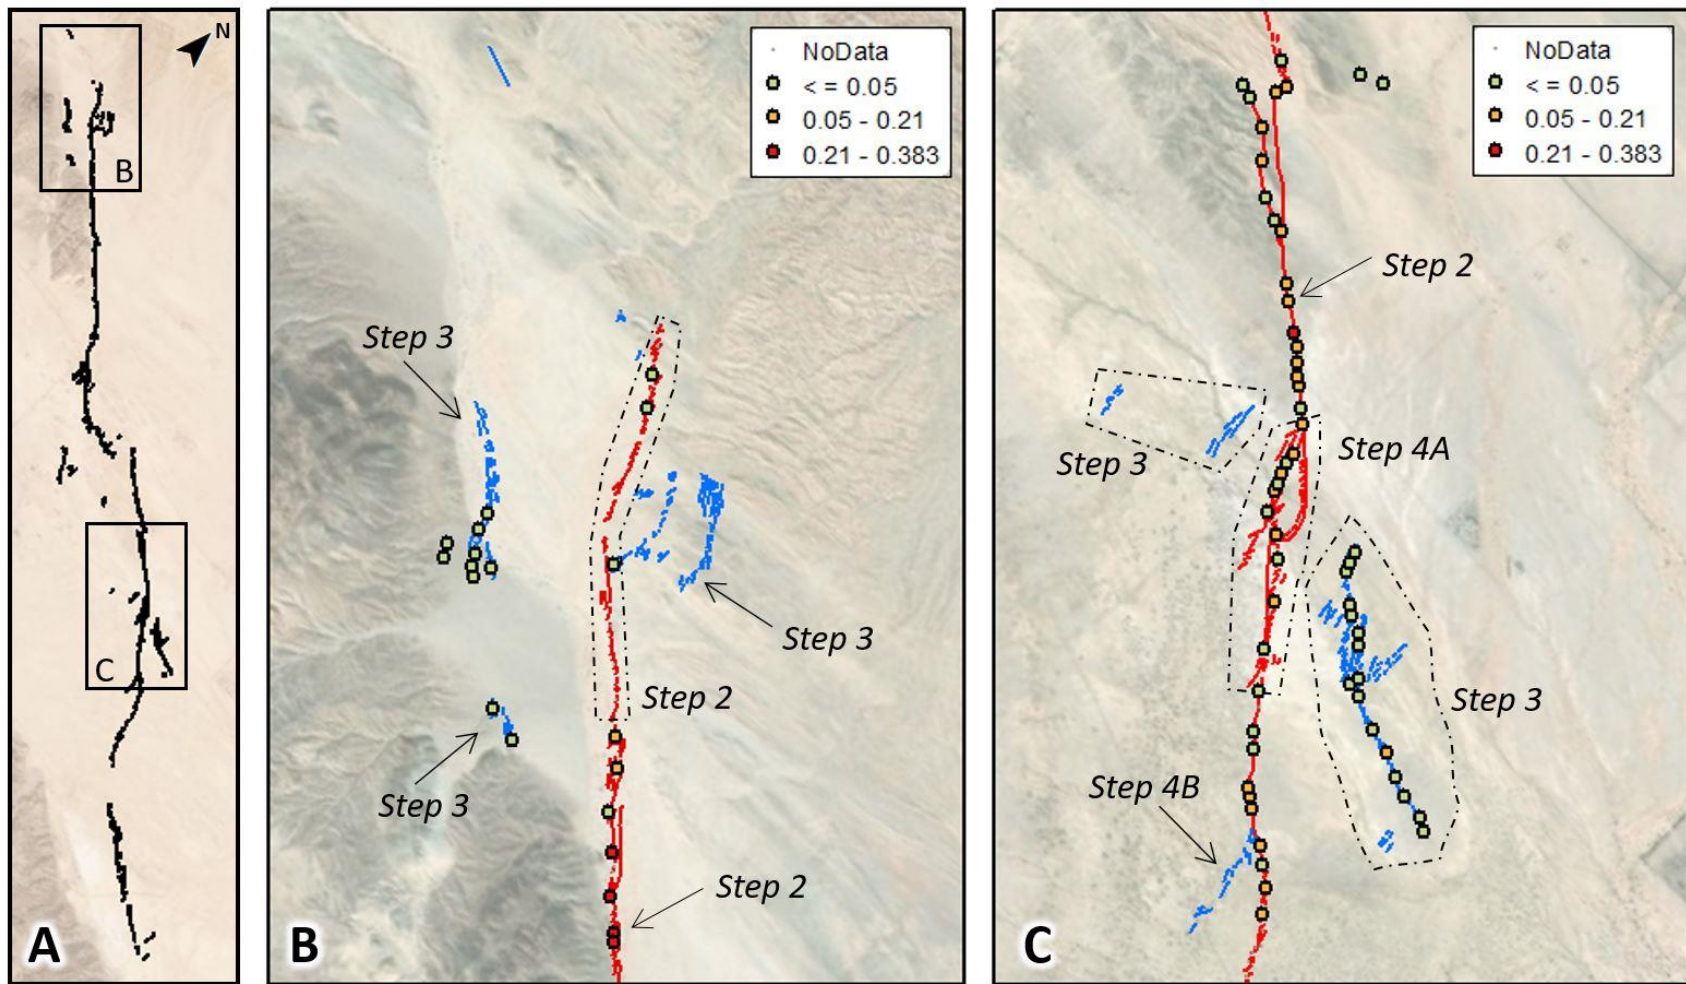 N
B
C
A
NoData
< = 0.05
0.05 - 0.21
0.21 - 0.383
Step 3
Step 3
Step 2
Step 3
Step 2
B
NoData
< = 0.05
0.05 - 0.21
0.21 - 0.383
Step 2
Step 4A
Step 3
Step 3
Step 4B
C